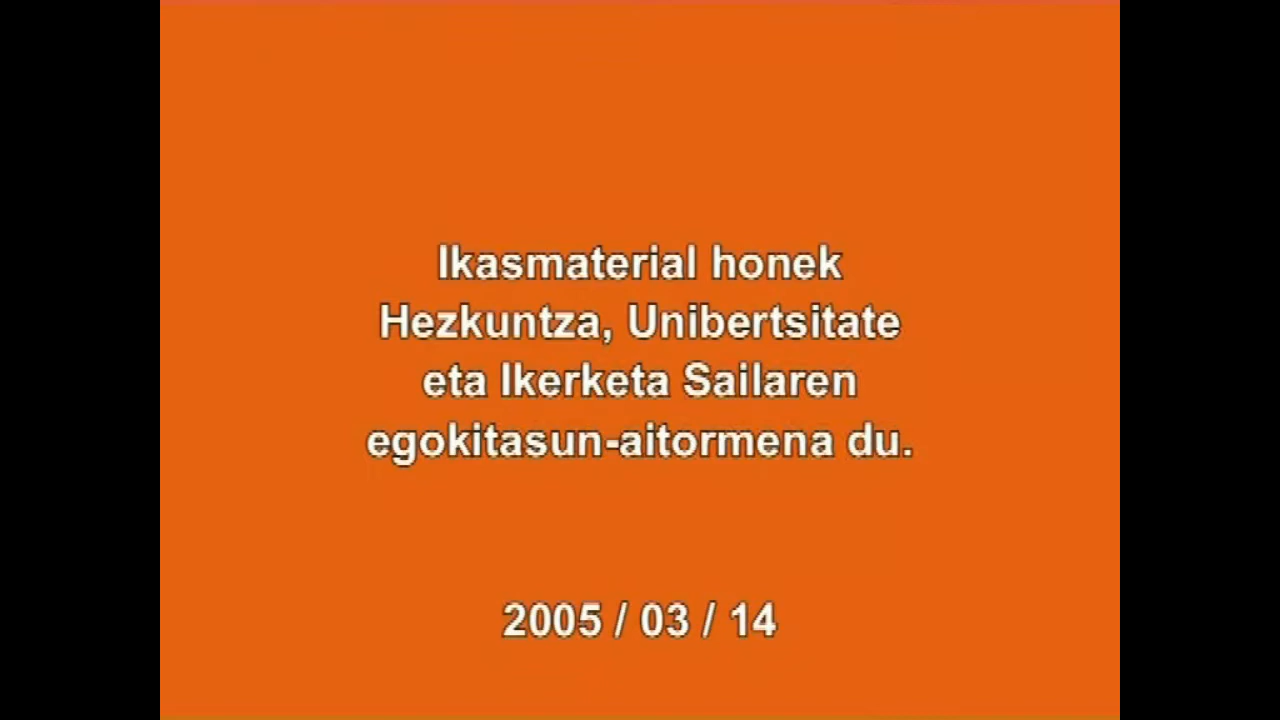 Ikasmaterial honek
Hezkuntza, Unibertsitate
eta Ikerketa Sailaren
egokitasun-aitormena du.
2005 / 03 / 14